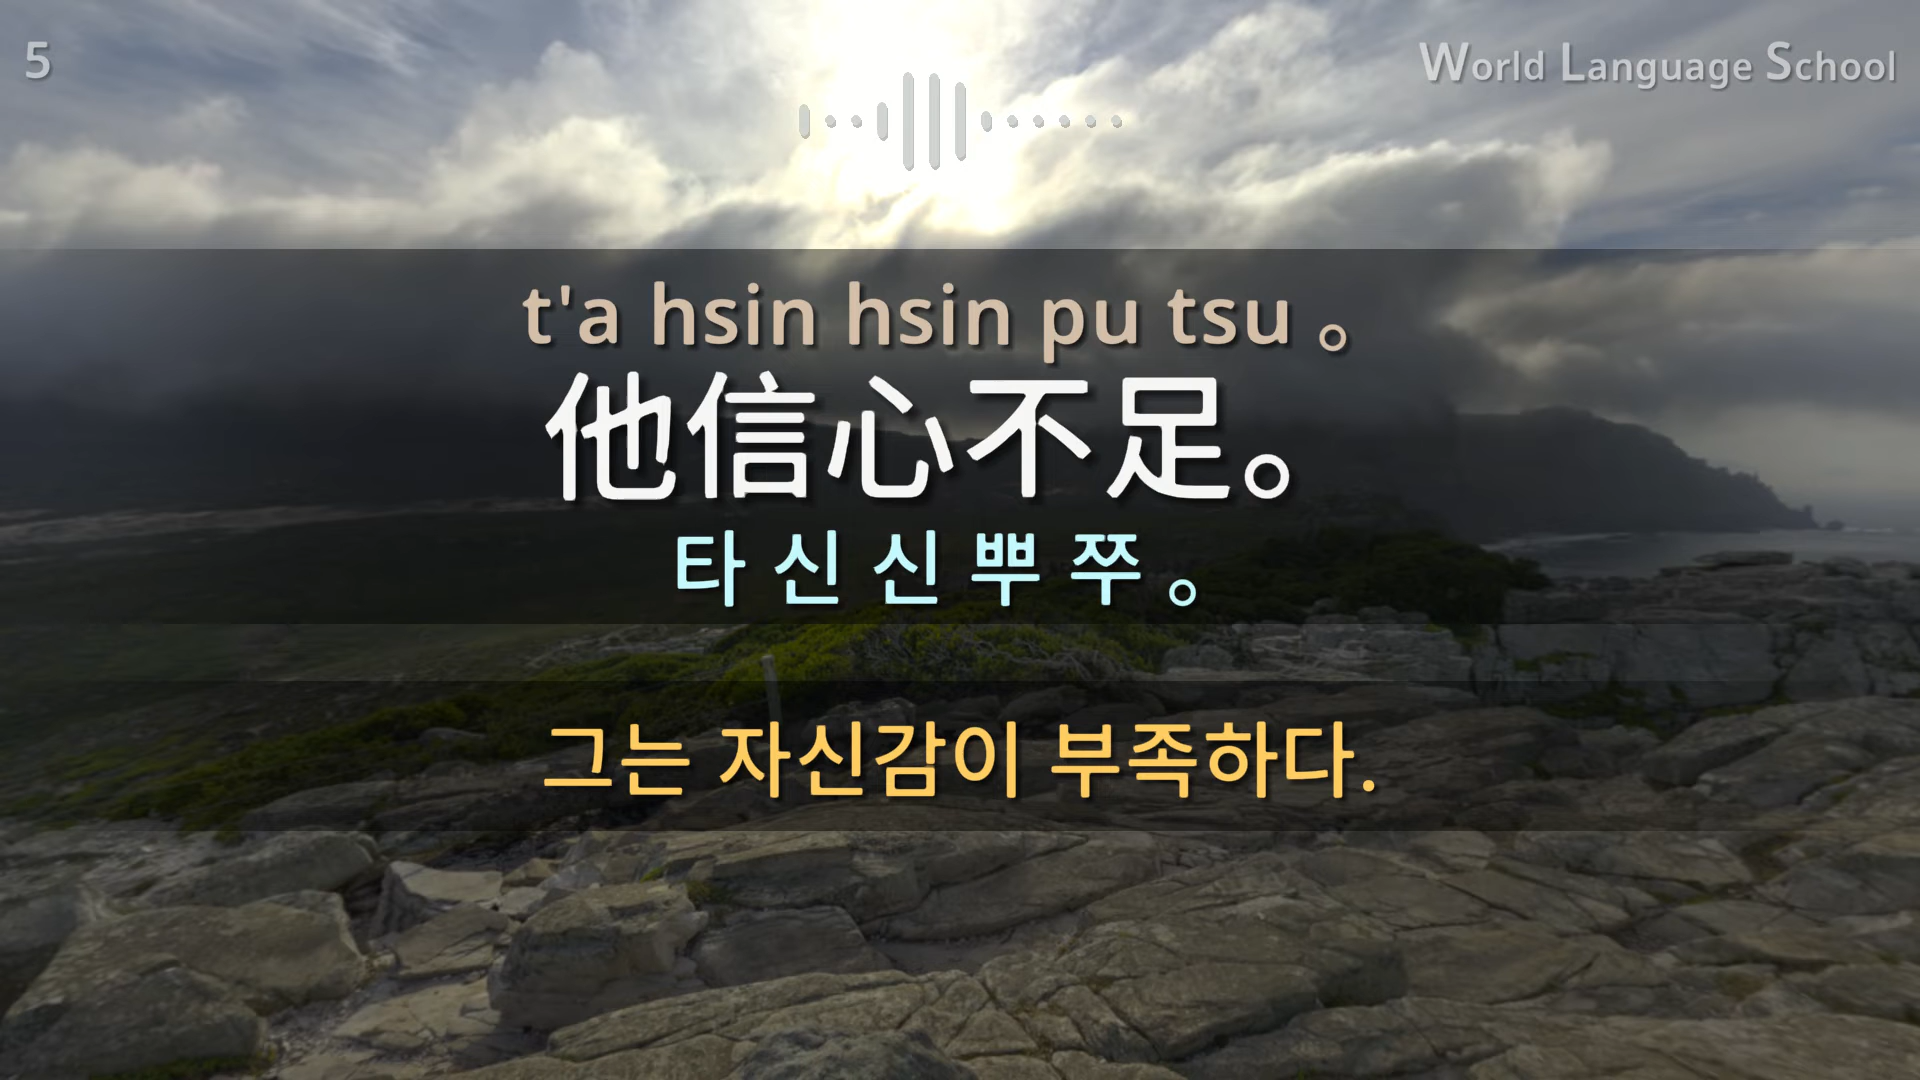 5
World Language School
t'a hsin hsin pu tsu 。
他信心不足。
타 신 신 뿌 쭈 。
그는 자신감이 부족하다.